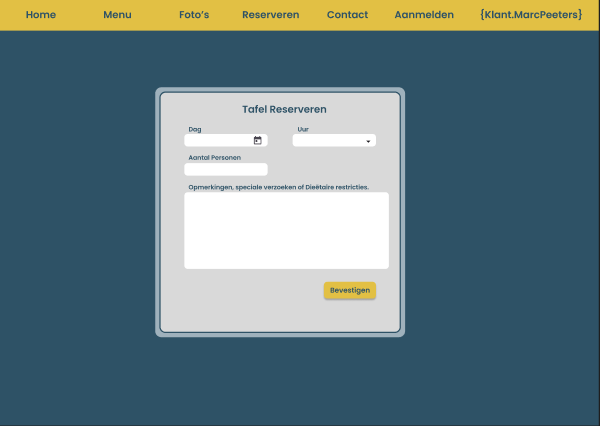 Home Menu Foto's Reserveren Contact Aanmelden {Klant.MarcPeeters}
Tafel Reserveren
Dag Uur
Aantal Personen
Opmerkingen, speciale verzoeken of Dieëtaire restricties.
Bevestigen